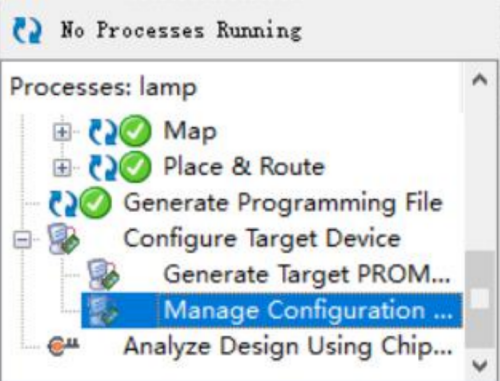 No Processes Running
Processes: lamp
Map
Place & Route
Generate Programming File
Configure Target Device
Generate Target PROM...
Manage Configuration ...
Analyze Design Using Chip...